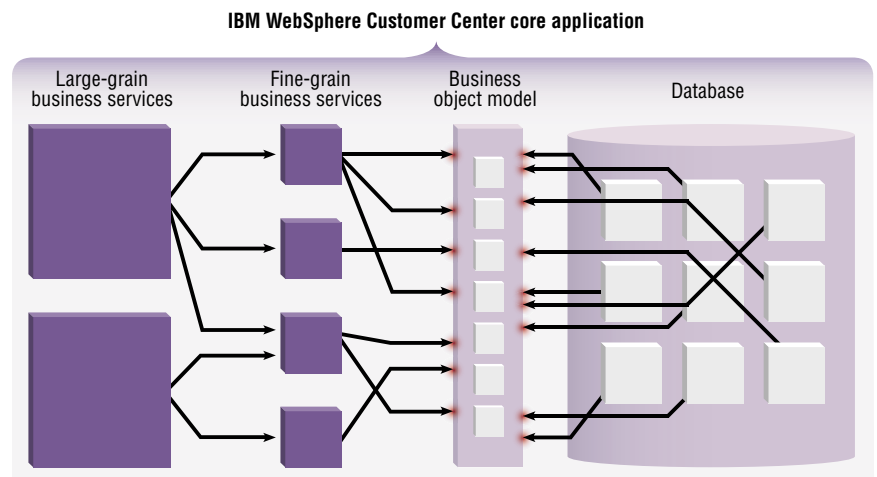 IBM WebSphere Customer Center core application
Large-grain
business services
Fine-grain
business services
Business
object model
Database